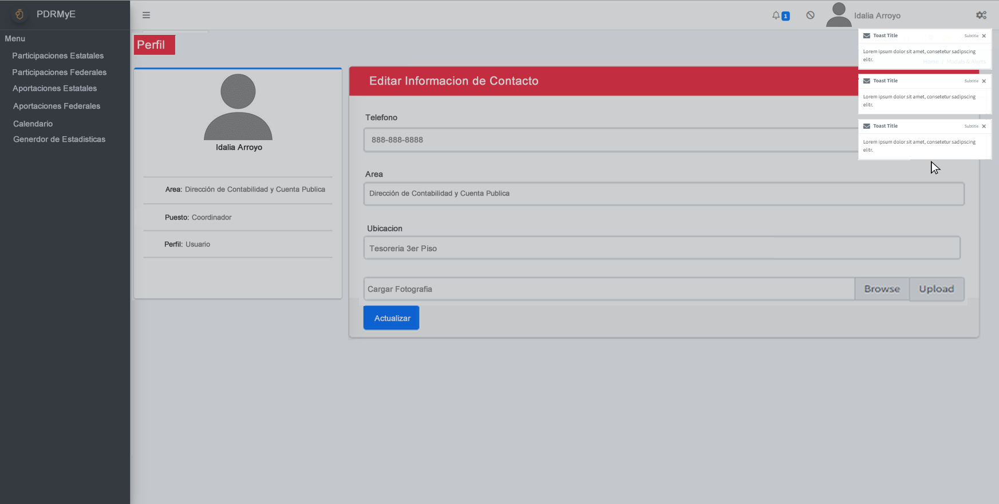 PDRMyE
1
Idalia Arroyo
Menu
Participaciones Estatales
Participaciones Federales
Aportaciones Estatales
Aportaciones Federales
Calendario
Generdor de Estadisticas
Perfil
Idalia Arroyo
Area: Dirección de Contabilidad y Cuenta Publica
Puesto: Coordinador
Perfil: Usuario
Editar Informacion de Contacto
Telefono
888-888-8888
Area
Dirección de Contabilidad y Cuenta Publica
Ubicacion
Tesoreria 3er Piso
Cargar Fotografia
Browse
Upload
Actualizar
Toast Title Subtitle ×
Lorem ipsum dolor sit amet, consetetur sadipscing
elitr.
Home / Modals & Alerts
Toast Title Subtitle ×
Lorem ipsum dolor sit amet, consetetur sadipscing
elitr.
Toast Title Subtitle ×
Lorem ipsum dolor sit amet, consetetur sadipscing
elitr.